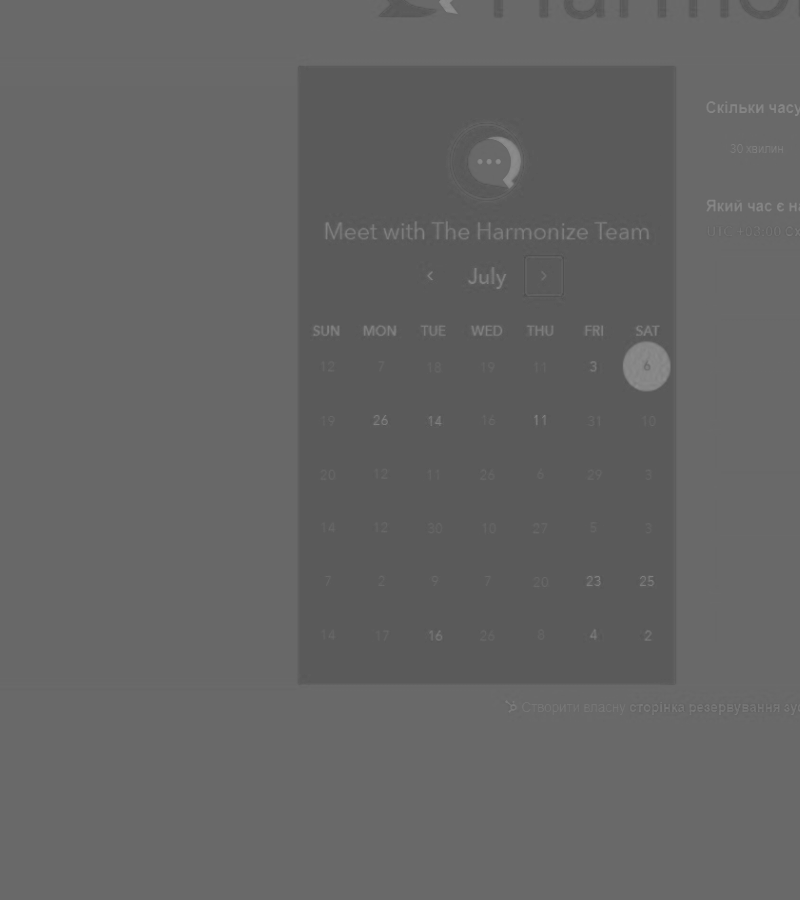 Harmo
Скільки часу
30 хвилин
Meet with The Harmonize Team
Який час є н
July
SUN MON TUE WED THU FRI SAT
12 7 18 19 11 3 6
19 26 14 16 11 31 10
20 12 11 26 6 29 3
14 12 30 10 27 5 3
7 2 9 7 20 23 25
14 17 16 26 8 4 2
Створити власну сторінка резервування зу